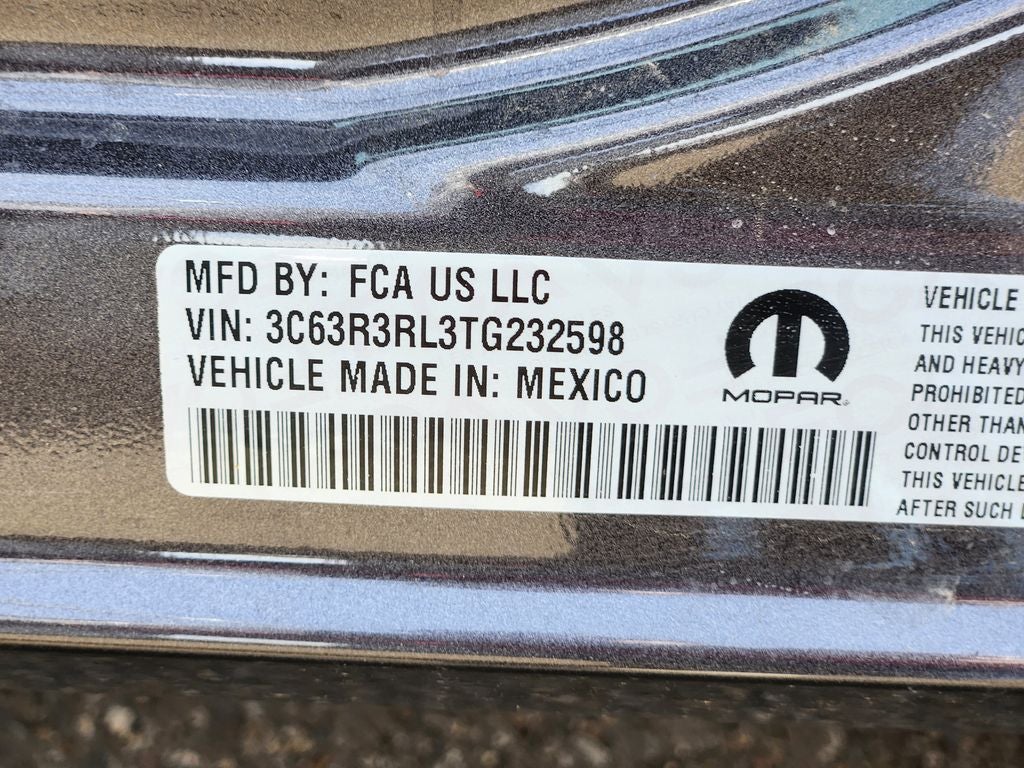 MFD BY: FCA US LLC
VIN: 3C63R3RL3TG232598
VEHICLE MADE IN: MEXICO
MOPAR
VEHICLE
THIS VEHIC
AND HEAVY
PROHIBITED
OTHER THAN
CONTROL DE
THIS VEHICLE
AFTER SUCH